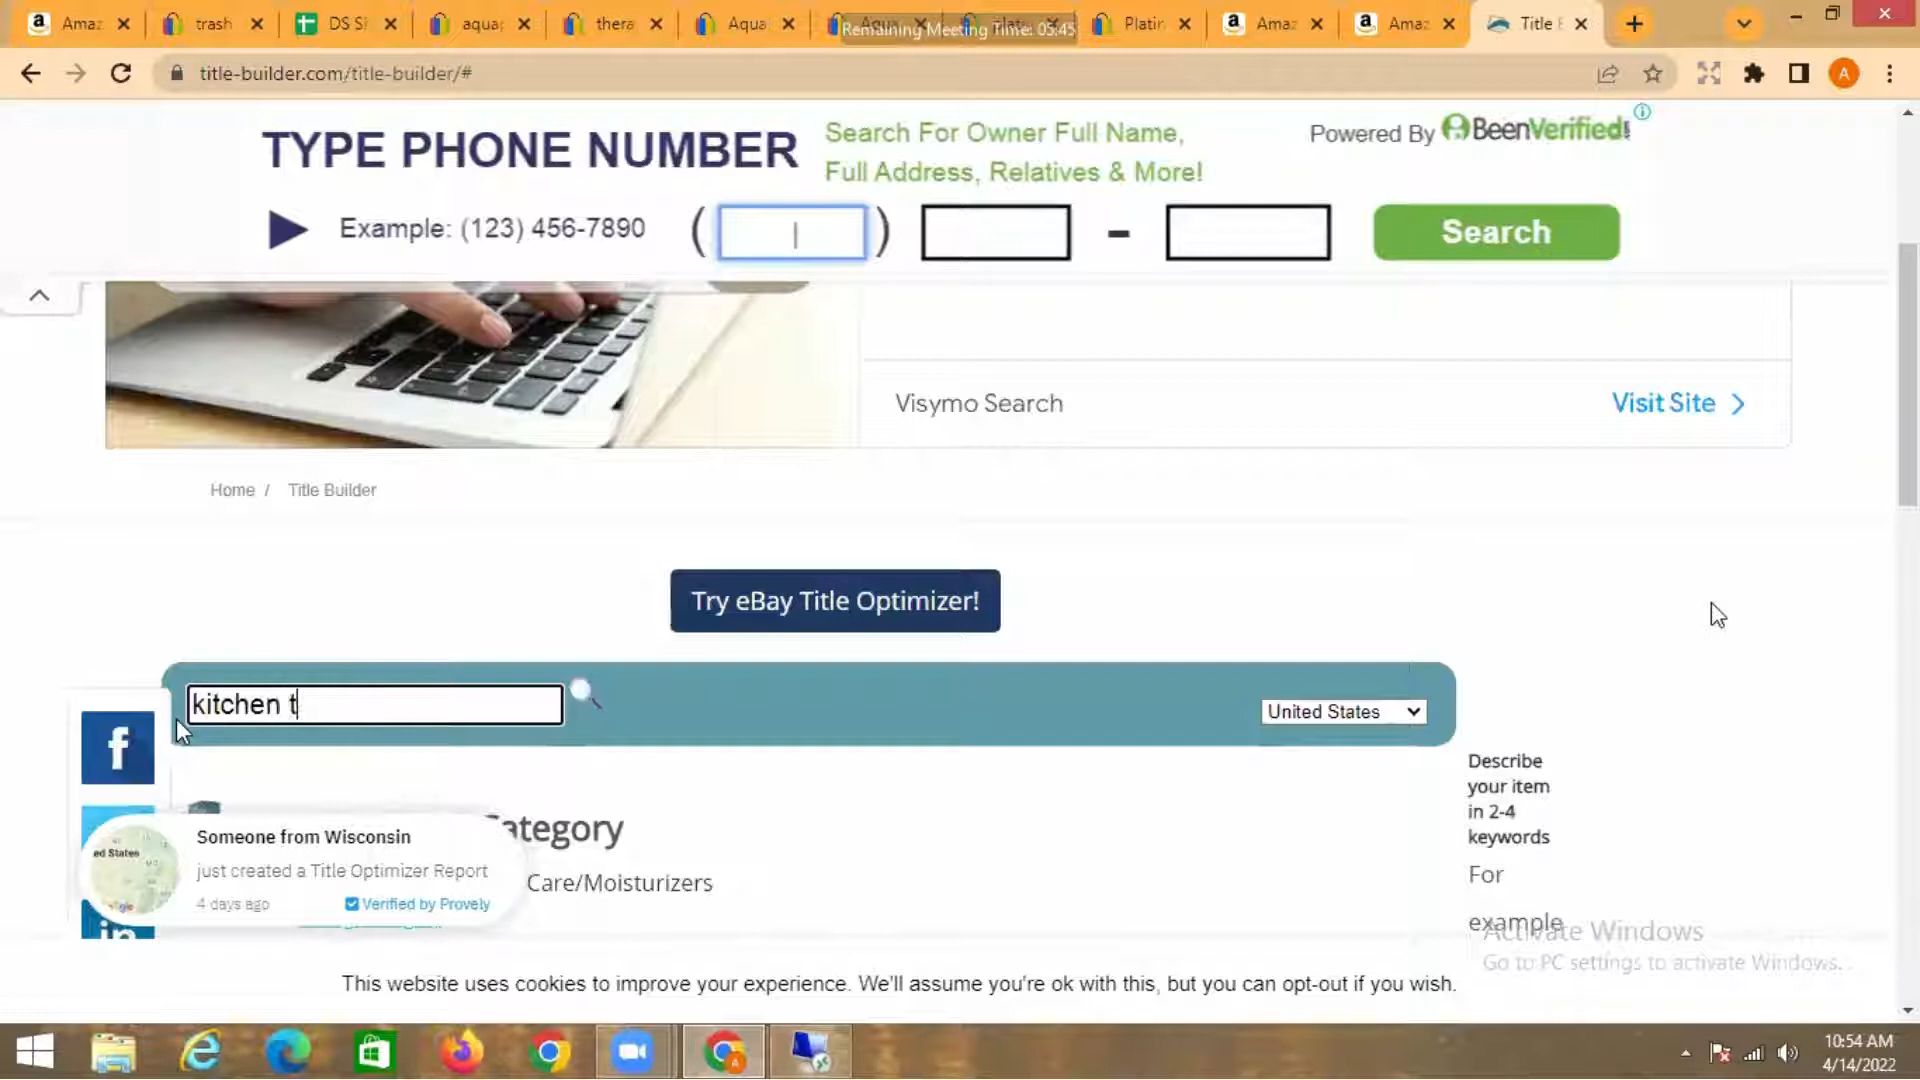 Amaz
trash
DS Sl
aqua
thera
Aqua
Platin
Amaz
Amaz
Title
Remaining Meeting Time: 05:45
title-builder.com/title-builder/#
A
TYPE PHONE NUMBER
Search For Owner Full Name,
Full Address, Relatives & More!
Powered By BeenVerified!
Example: (123) 456-7890
( ) -
Search
Visymo Search
Visit Site
Home / Title Builder
Try eBay Title Optimizer!
kitchen t
United States
Describe
your item
in 2-4
keywords
For
example
ategory
Care/Moisturizers
Someone from Wisconsin
just created a Title Optimizer Report
4 days ago
Verified by Provely
ed States
f
in
Activate Windows
Go to PC settings to activate Windows.
This website uses cookies to improve your experience. We'll assume you're ok with this, but you can opt-out if you wish.
10:54 AM
4/14/2022